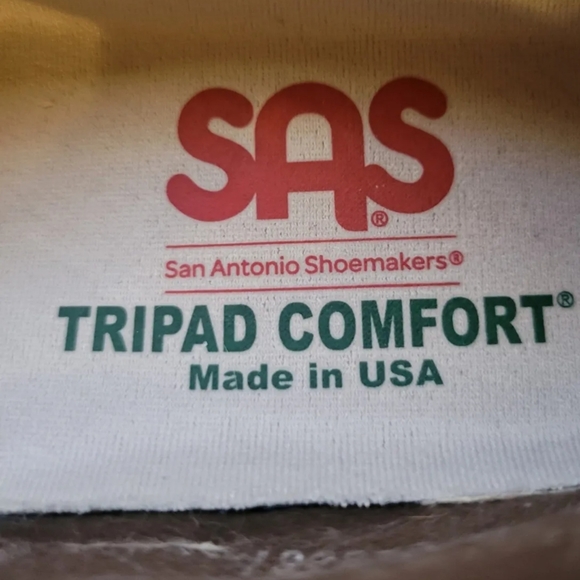 SAS®
San Antonio Shoemakers®
TRIPAD COMFORT®
Made in USA